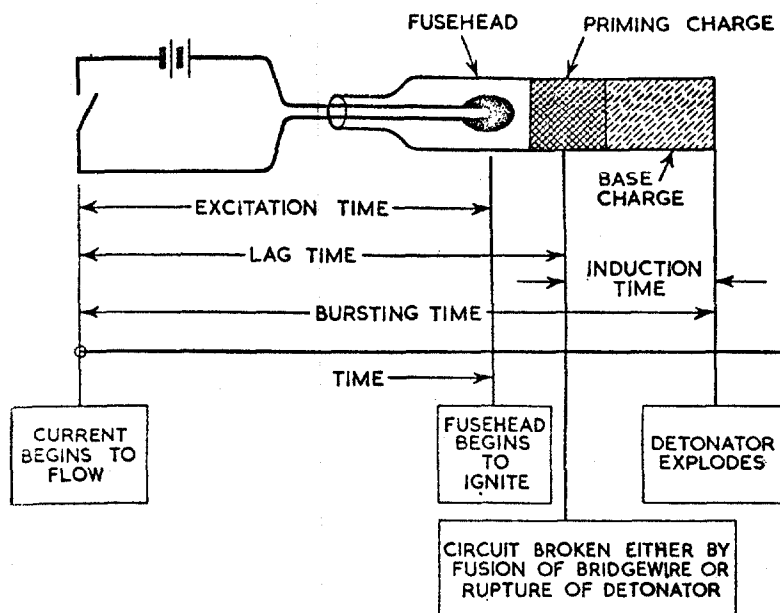 FUSEHEAD
PRIMING CHARGE
BASE
CHARGE
EXCITATION TIME
LAG TIME
INDUCTION
TIME
BURSTING TIME
TIME
CURRENT
BEGINS TO
FLOW
FUSEHEAD
BEGINS
TO
IGNITE
DETONATOR
EXPLODES
CIRCUIT BROKEN EITHER BY
FUSION OF BRIDGEWIRE OR
RUPTURE OF DETONATOR